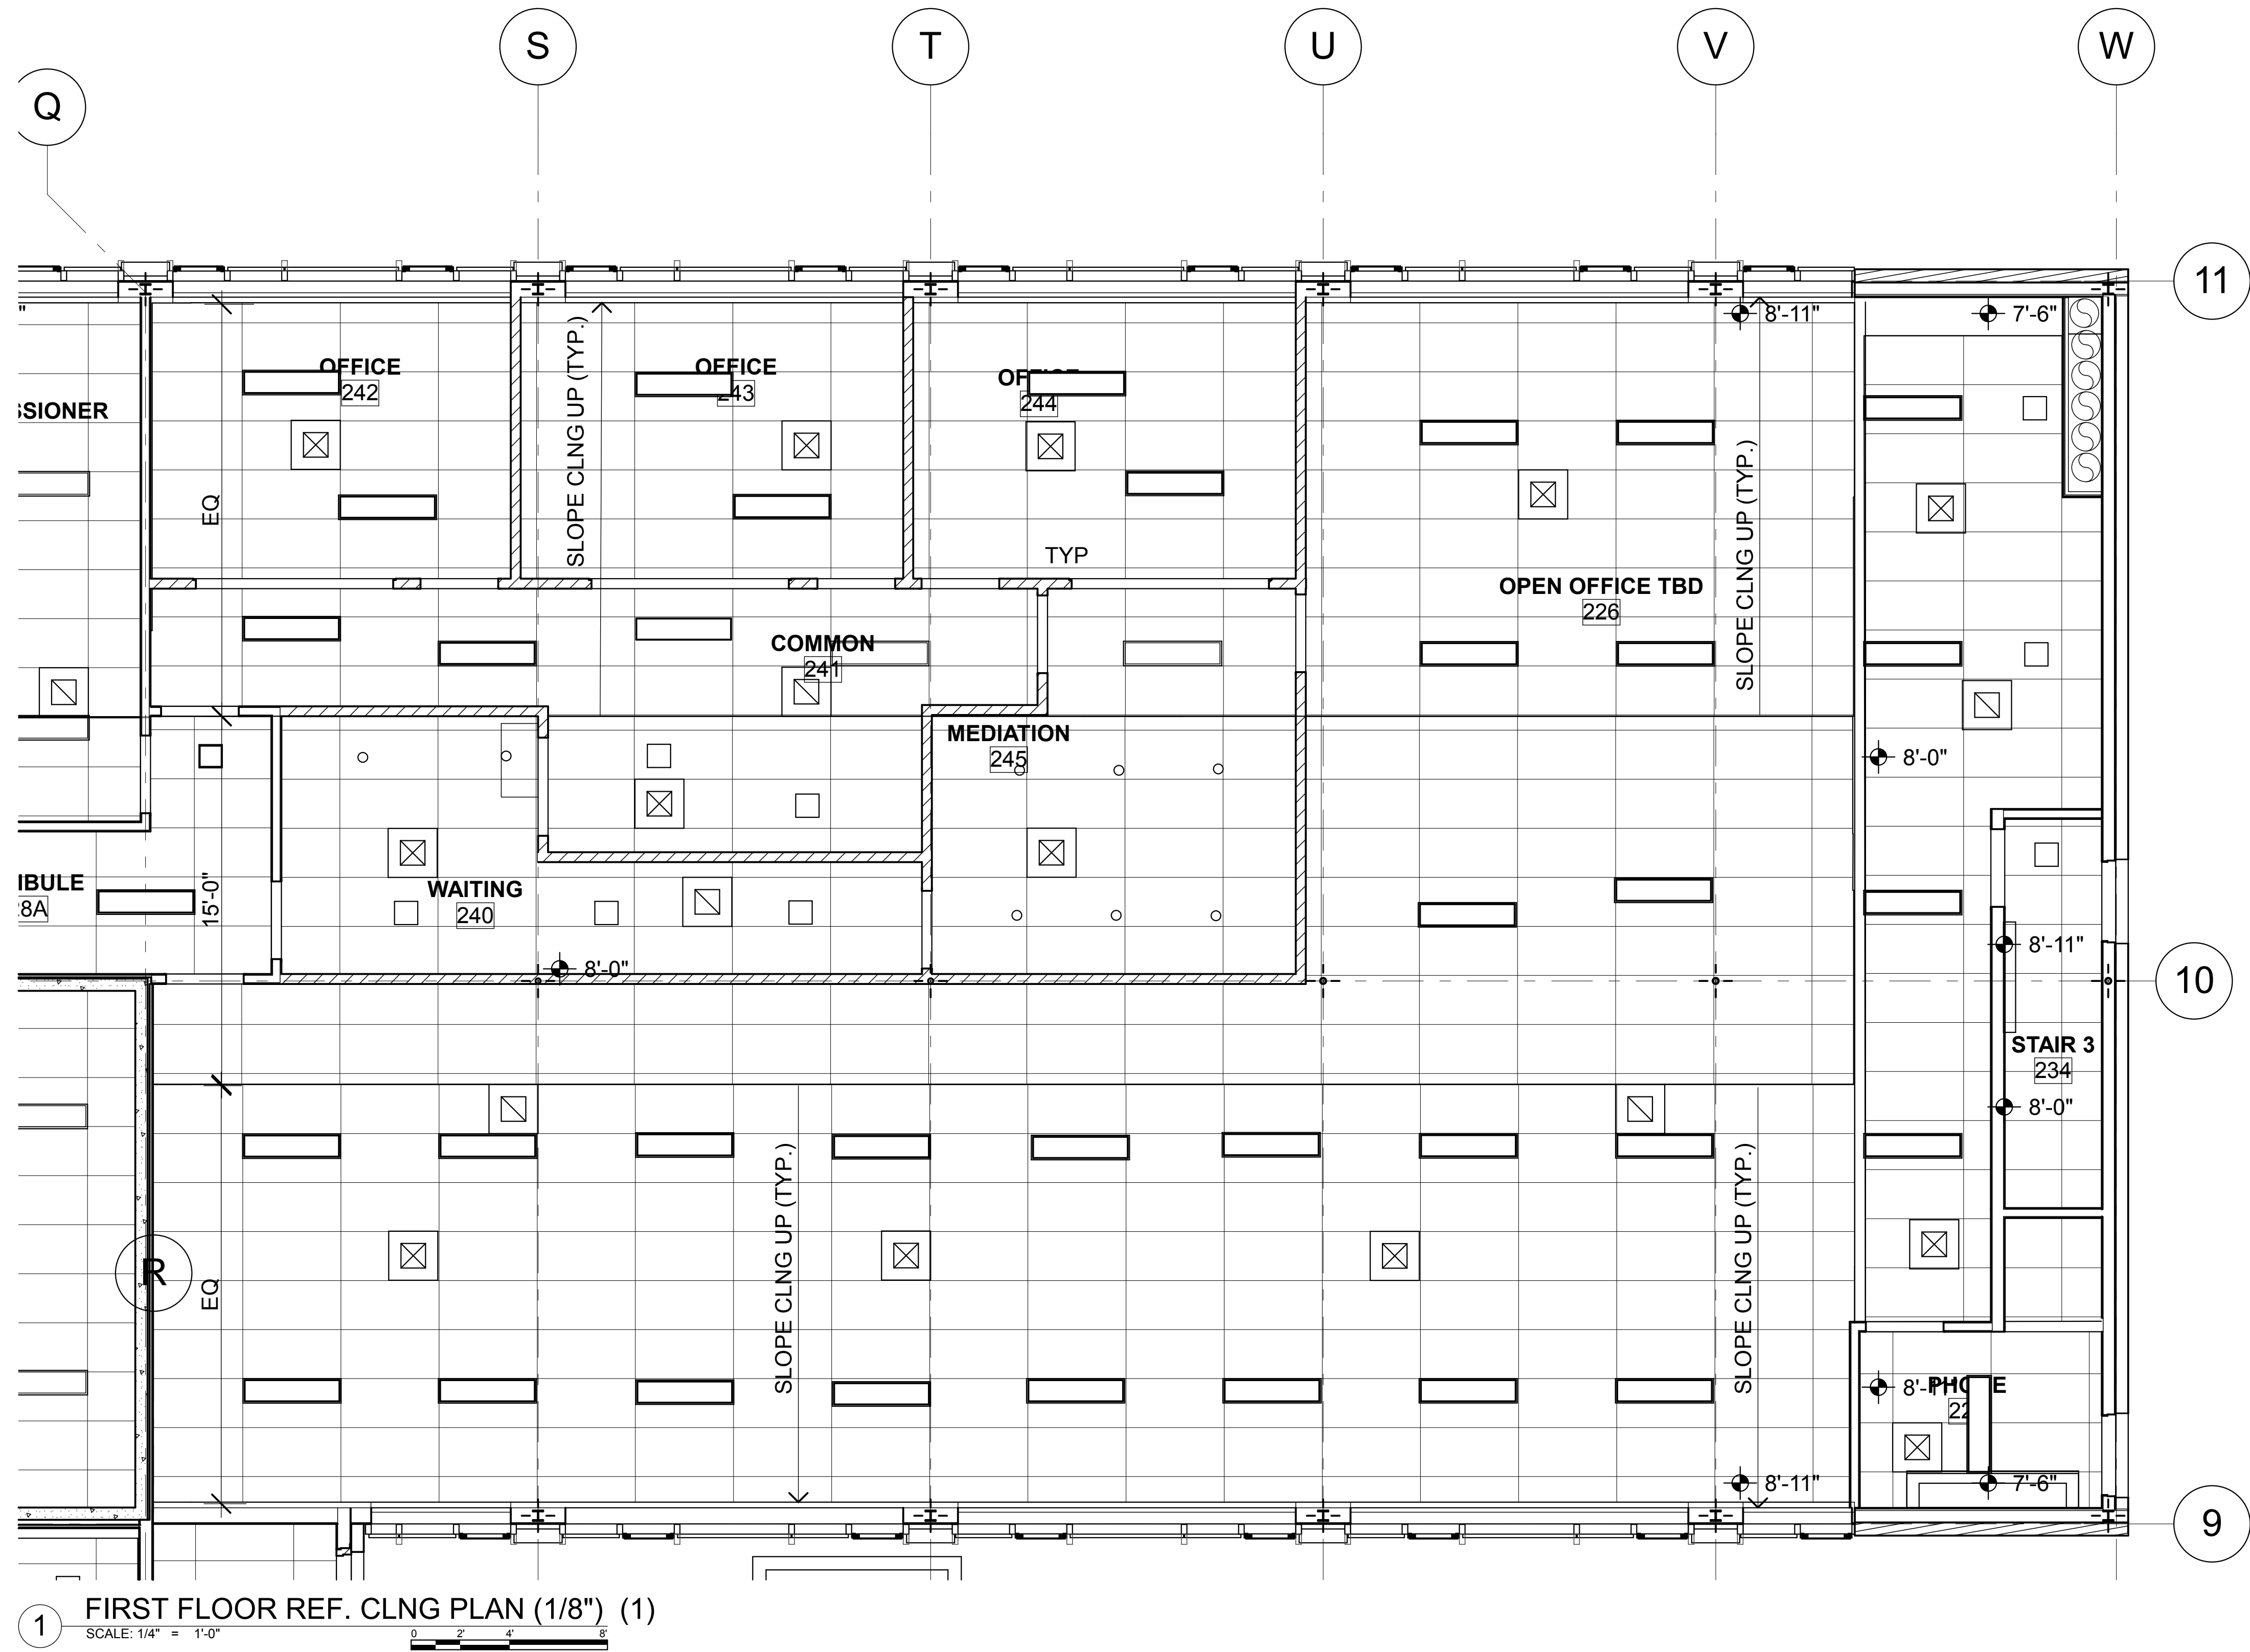 S
T
U
V
W
Q
11
"
8'-11"
7'-6"
OFFICE
242
OFFICE
243
244
SSIONER
SLOPE CLNG UP (TYP.)
SLOPE CLNG UP (TYP.)
EQ
TYP
OPEN OFFICE TBD
226
COMMON
241
MEDIATION
245
8'-0"
IBULE
8A
15'-0"
WAITING
240
8'-0"
8'-11"
10
STAIR 3
234
8'-0"
SLOPE CLNG UP (TYP.)
SLOPE CLNG UP (TYP.)
R
EQ
8'-11"
22
8'-11"
7'-6"
9
1
FIRST FLOOR REF. CLNG PLAN (1/8") (1)
SCALE: 1/4" = 1'-0"
0 2' 4' 8'